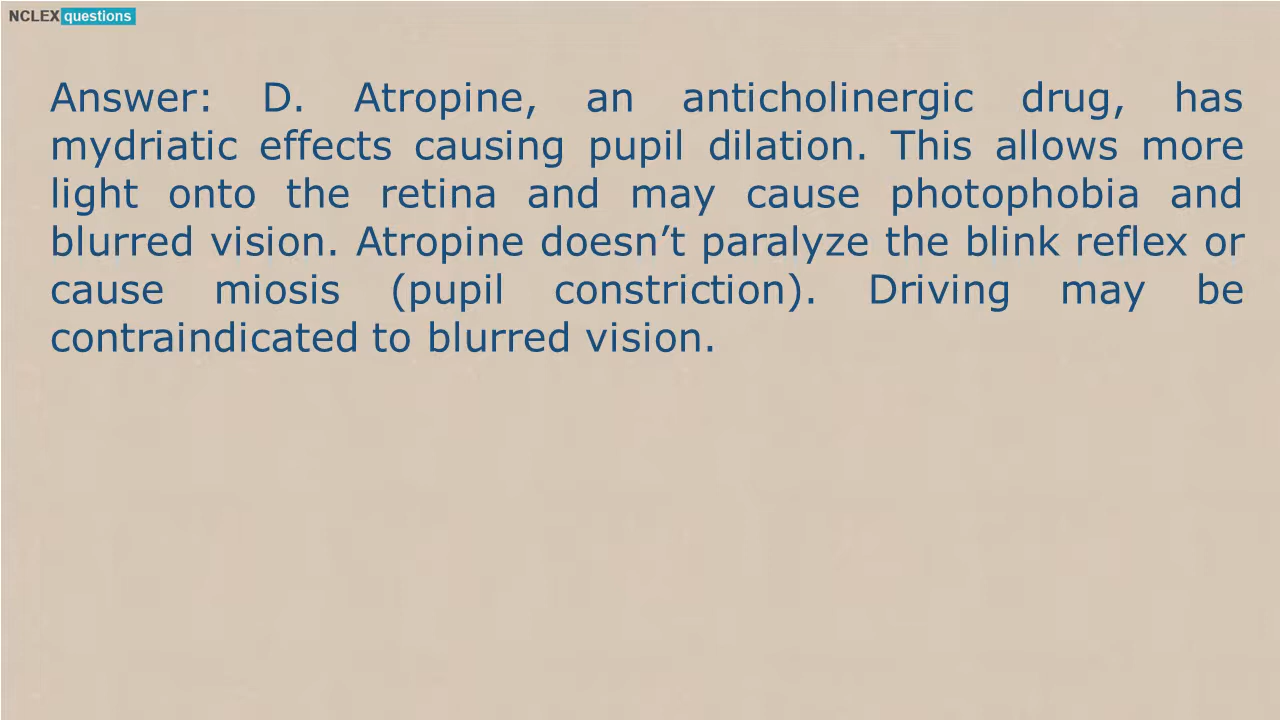 NCLEX questions
Answer: D. Atropine, an anticholinergic drug, has
mydriatic effects causing pupil dilation. This allows more
light onto the retina and may cause photophobia and
blurred vision. Atropine doesn’t paralyze the blink reflex or
cause miosis (pupil constriction). Driving may be
contraindicated to blurred vision.